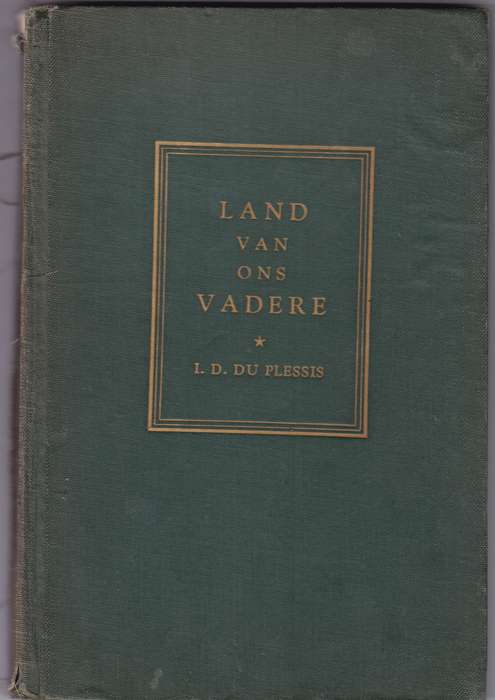 LAND
VAN
ONS
VADERE
I. D. DU PLESSIS